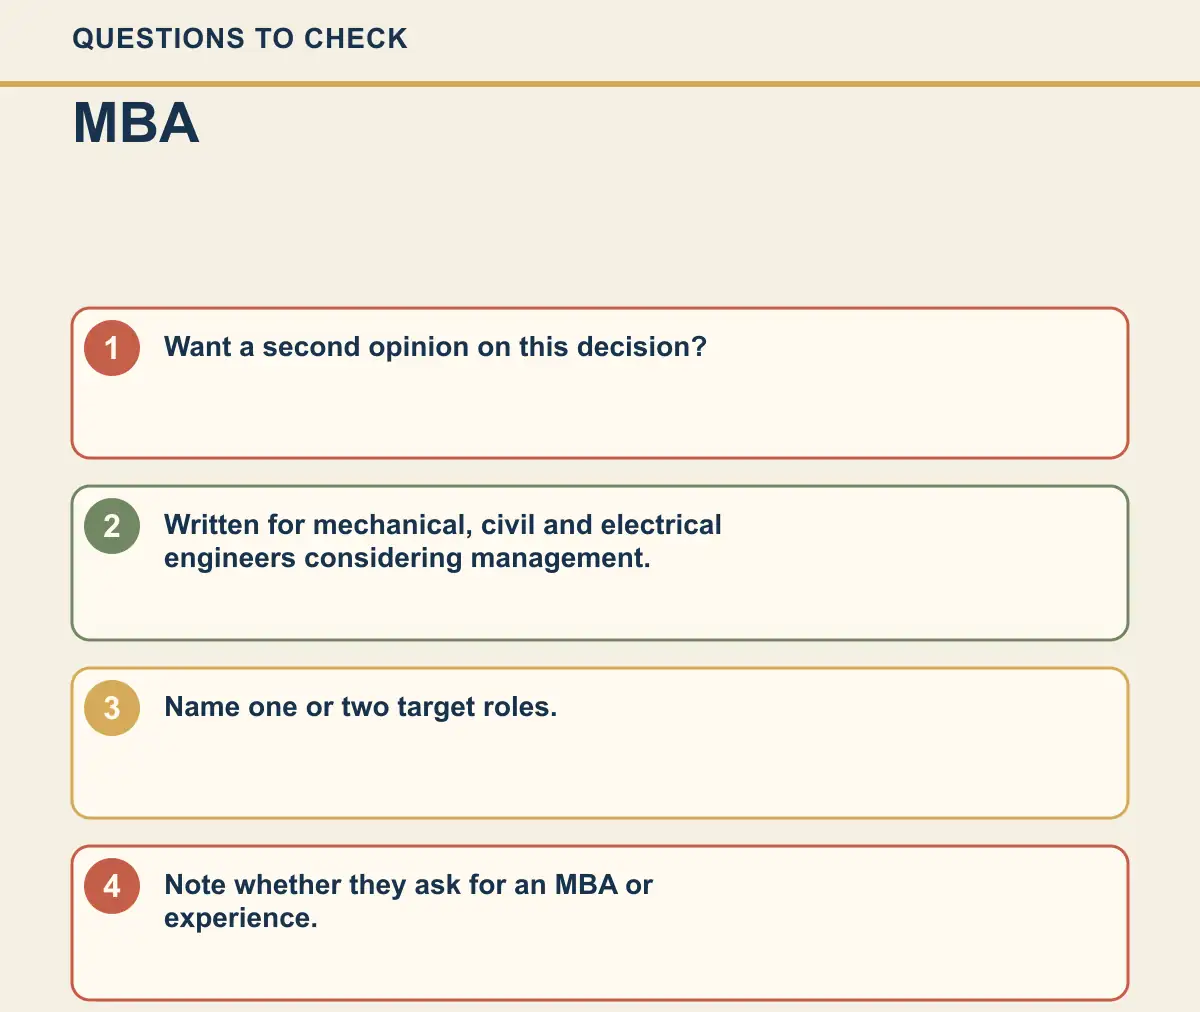 QUESTIONS TO CHECK
MBA
1
Want a second opinion on this decision?
2
Written for mechanical, civil and electrical
engineers considering management.
3
Name one or two target roles.
4
Note whether they ask for an MBA or
experience.